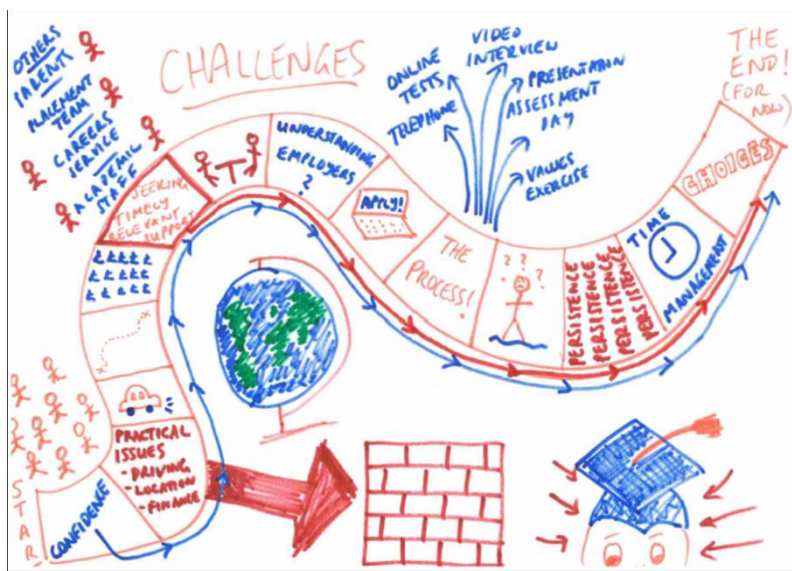 CHALLENGES
OTHERS
PARENTS
PLACEMENT
TEAM
CAREERS
SERVICE
ACADEMIC
STAFF
ONLINE
TESTS
TELEPHONE
VIDEO
INTERVIEW
PRESENTATION
ASSESSMENT
DAY
VALUES
EXERCISE
THE
END!
(FOR
NOW)
STAR
CONFIDENCE
PRACTICAL
ISSUES
- DRIVING
- LOCATION
- FINANCE
£££££
£££££
£££££
SEEKING
TIMELY
RELEVANT
SUPPORT
UNDERSTANDING
EMPLOYERS
?
APPLY!
THE
PROCESS!
? ? ? ?
PERSISTENCE
PERSISTENCE
PERSISTENCE
PERSISTENCE
TIME
MANAGEMENT
CHOICES